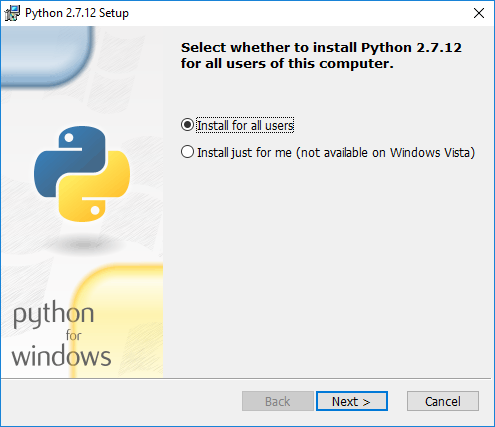 Python 2.7.12 Setup
Select whether to install Python 2.7.12
for all users of this computer.
Install for all users
Install just for me (not available on Windows Vista)
python
for
windows
Back
Next >
Cancel